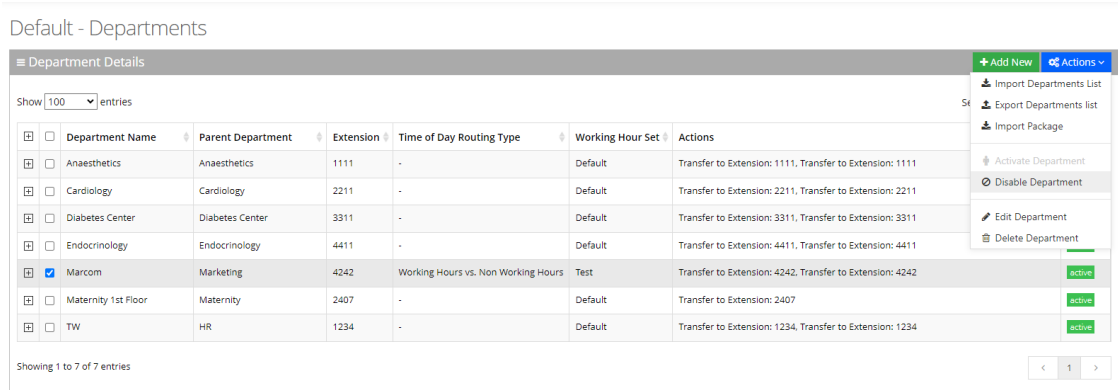 Default - Departments
Department Details
Add New Actions
Import Departments List
Export Departments list
Import Package
Activate Department
Disable Department
Edit Department
Delete Department
Show 100 entries
Department Name Parent Department Extension Time of Day Routing Type Working Hour Set Actions
Anaesthetics Anaesthetics 1111 - Default Transfer to Extension: 1111, Transfer to Extension: 1111
Cardiology Cardiology 2211 - Default Transfer to Extension: 2211, Transfer to Extension: 2211
Diabetes Center Diabetes Center 3311 - Default Transfer to Extension: 3311, Transfer to Extension: 3311
Endocrinology Endocrinology 4411 - Default Transfer to Extension: 4411, Transfer to Extension: 4411
Marcom Marketing 4242 Working Hours vs. Non Working Hours Test Transfer to Extension: 4242, Transfer to Extension: 4242 active
Maternity 1st Floor Maternity 2407 - Default Transfer to Extension: 2407 active
TW HR 1234 - Default Transfer to Extension: 1234, Transfer to Extension: 1234 active
Showing 1 to 7 of 7 entries
< 1 >